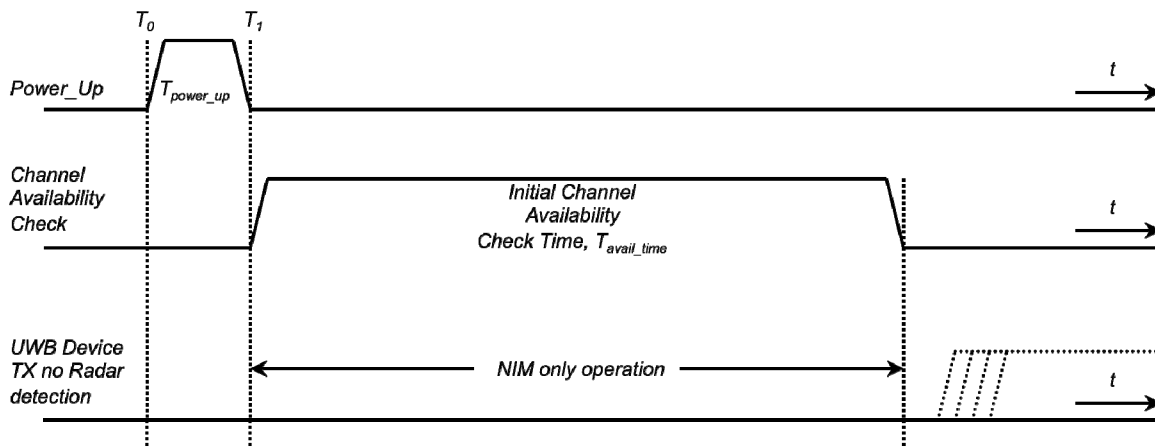 T0 T1
Power_Up
Tpower_up
t
Channel
Availability
Check
Initial Channel
Availability
Check Time, Tavail_time
t
UWB Device
TX no Radar
detection
NIM only operation
t